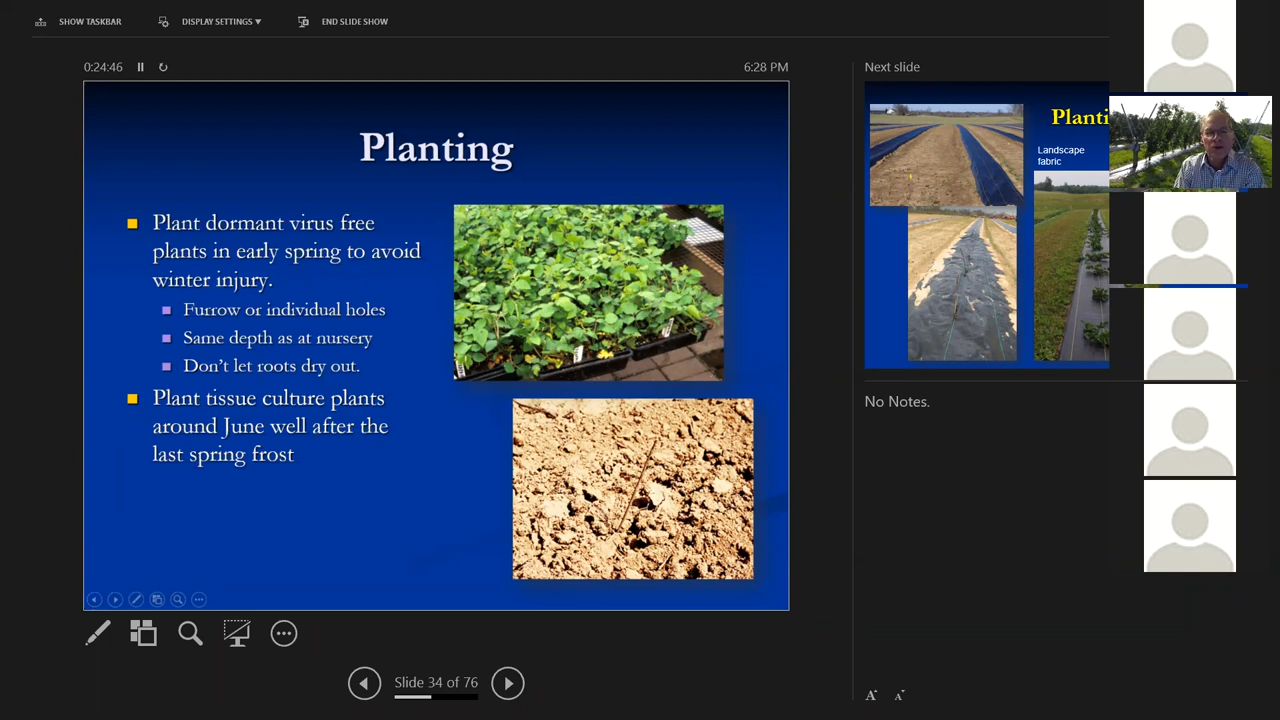 SHOW TASKBAR
DISPLAY SETTINGS
END SLIDE SHOW
0:24:46
6:28 PM
Planting
Plant dormant virus free
plants in early spring to avoid
winter injury.
Furrow or individual holes
Same depth as at nursery
Don't let roots dry out.
Plant tissue culture plants
around June well after the
last spring frost
Slide 34 of 76
Next slide
Planti
Landscape
fabric
No Notes.
A A